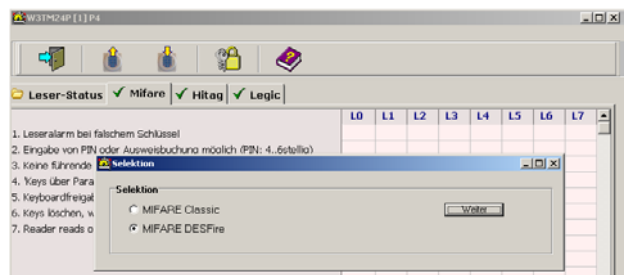 W3TM24P [1] P4
Leser-Status Mifare Hitag Legic
L0 L1 L2 L3 L4 L5 L6 L7
1. Leseralarm bei falschem Schlüssel
2. Eingabe von PIN oder Ausweisbuchung möglich (PIN: 4..6stellig)
3. Keine führende
4. 'Keys über Para
5. Keyboardfreigal
6. Keys löschen, w
7. Reader reads o
Selektion
Selektion
MIFARE Classic
Weiter
MIFARE DESFire